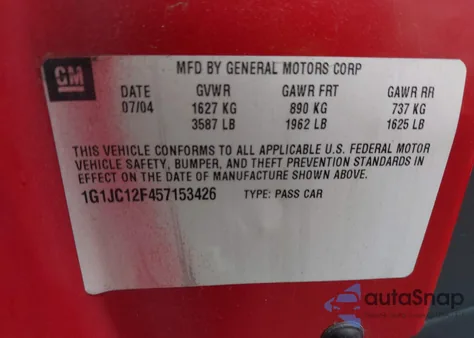 GM
MFD BY GENERAL MOTORS CORP
DATE GVWR GAWR FRT GAWR RR
07/04 1627 KG 890 KG 737 KG
3587 LB 1962 LB 1625 LB
THIS VEHICLE CONFORMS TO ALL APPLICABLE U.S. FEDERAL MOTOR
VEHICLE SAFETY, BUMPER, AND THEFT PREVENTION STANDARDS IN
EFFECT ON THE DATE OF MANUFACTURE SHOWN ABOVE.
1G1JC12F457153426 TYPE: PASS CAR
autoSnap